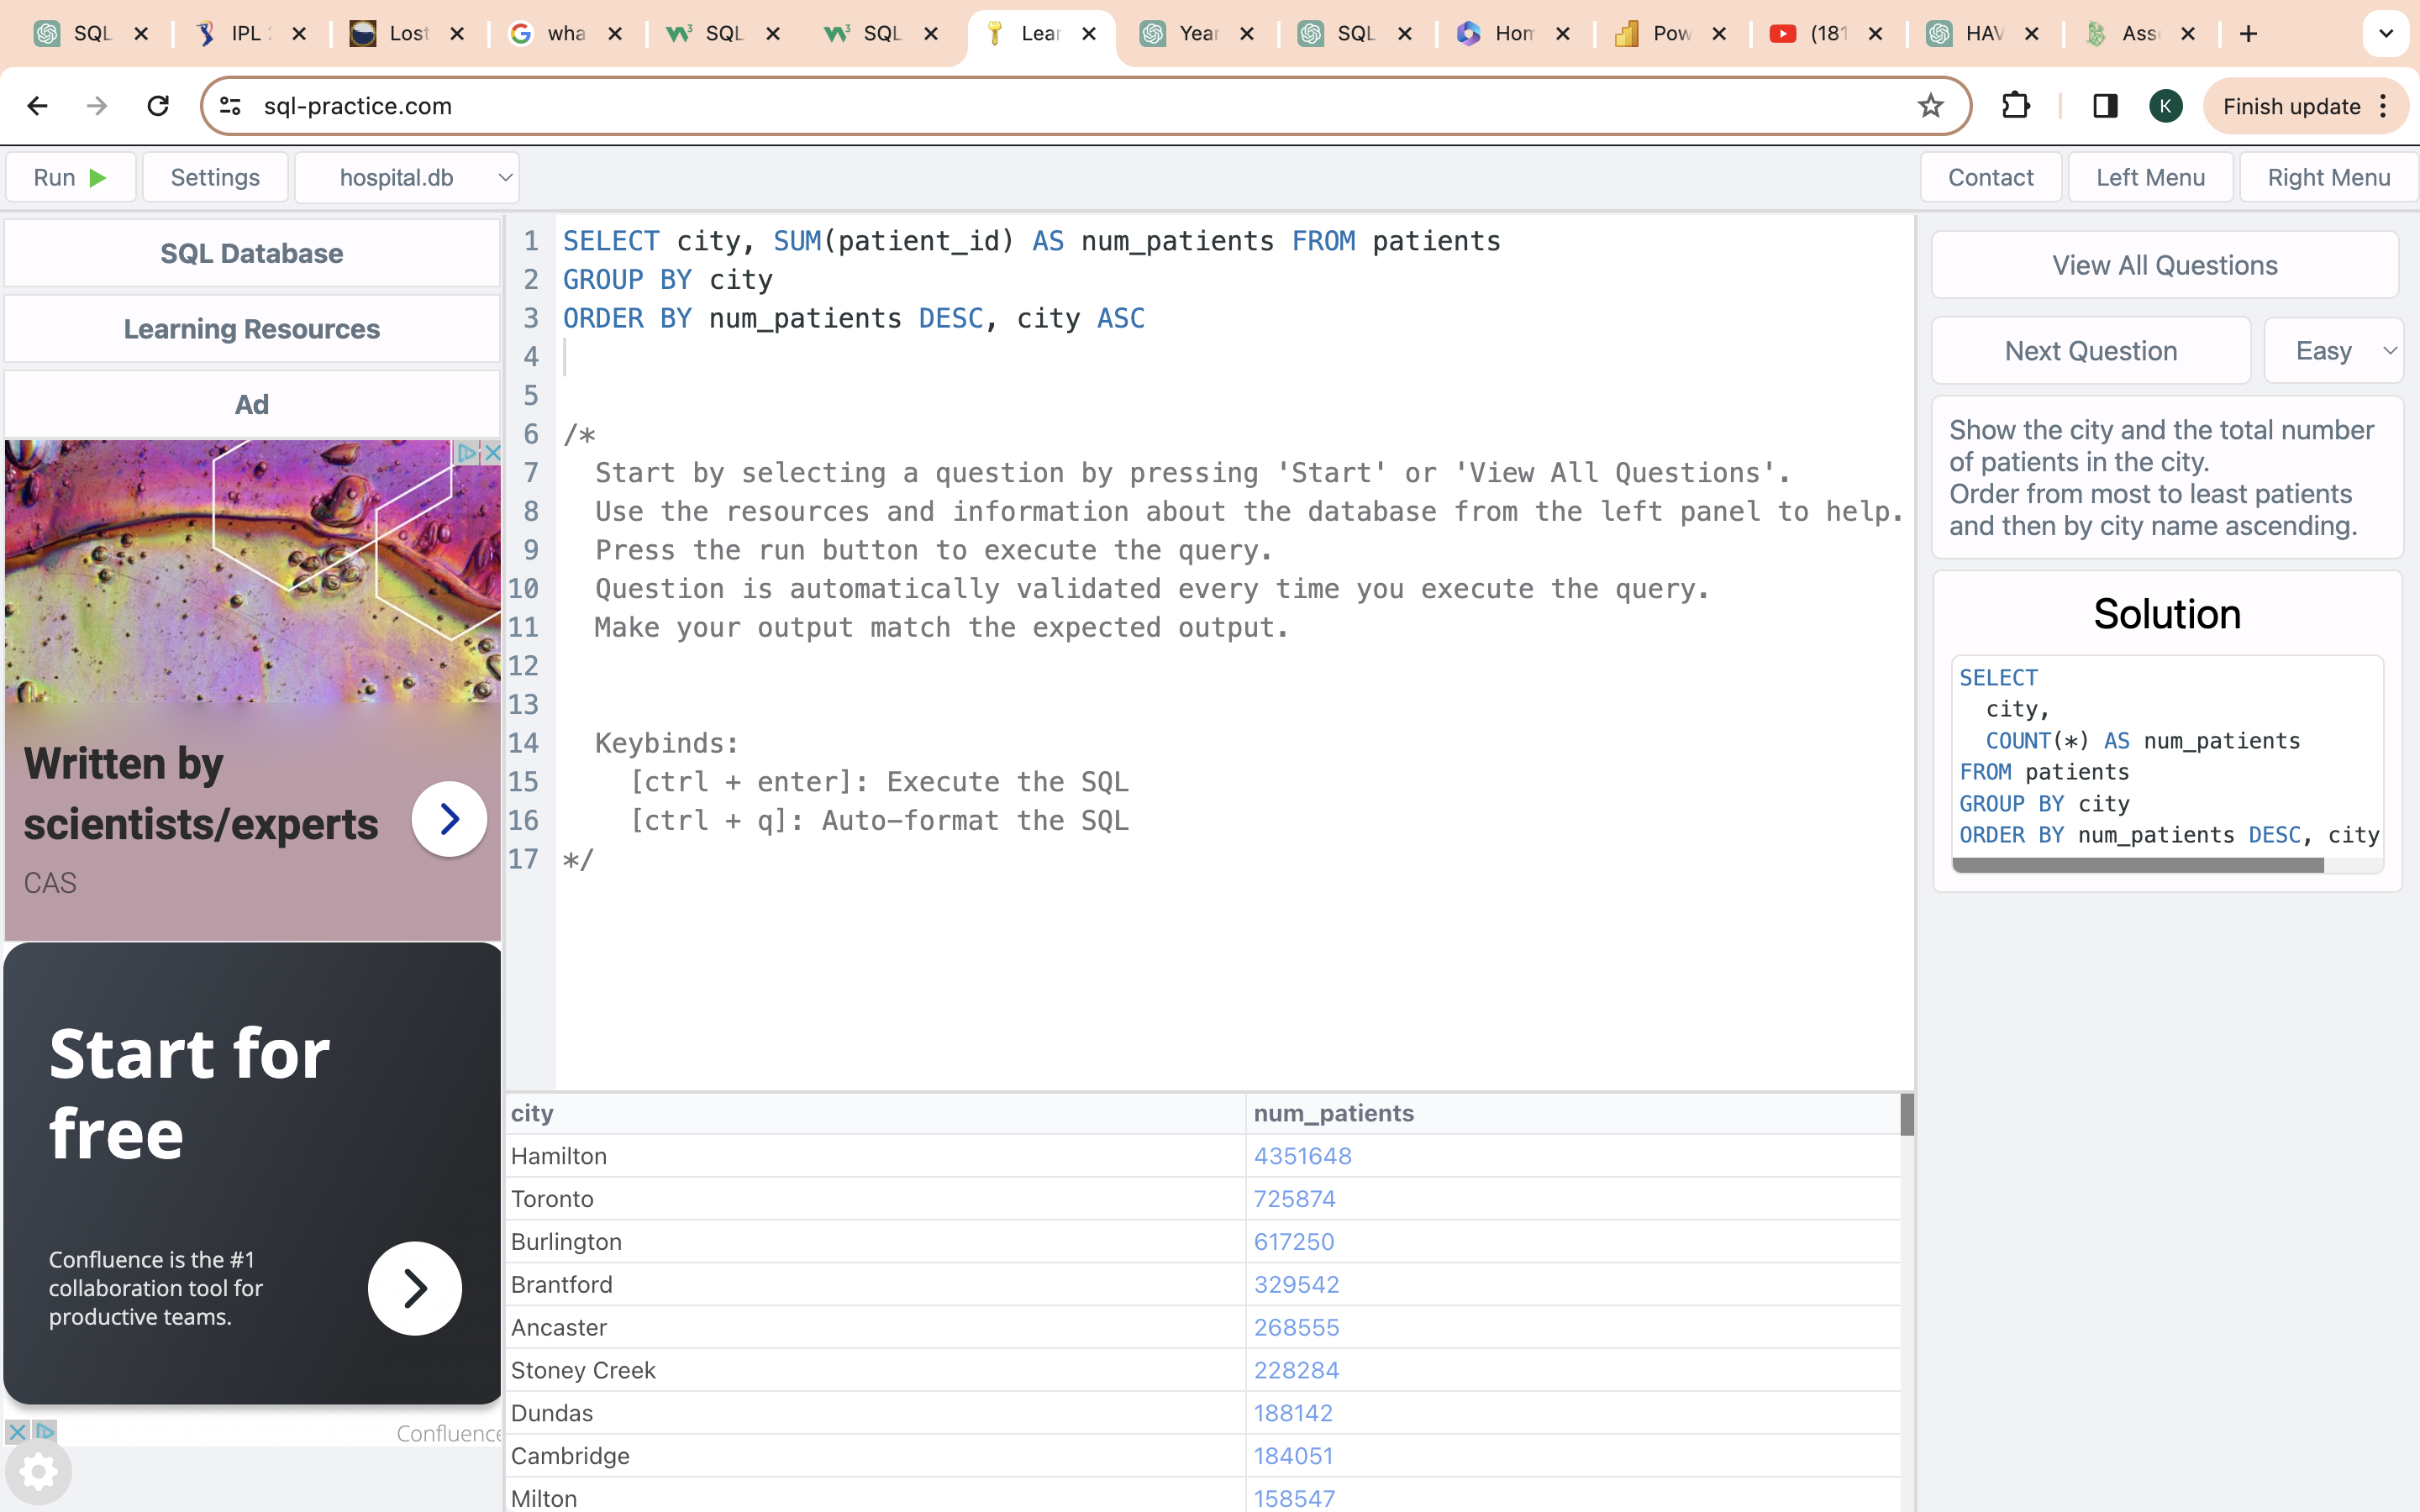 SQL
IPL
Lost
wha
SQL
SQL
Lear
Year
SQL
Hom
Pow
(181
HAV
Ass
sql-practice.com
K
Finish update
Run
Settings
hospital.db
Contact
Left Menu
Right Menu
SQL Database
Learning Resources
Ad
Written by
scientists/experts
CAS
Start for
free
Confluence is the #1
collaboration tool for
productive teams.
Confluence
1 SELECT city, SUM(patient_id) AS num_patients FROM patients
2 GROUP BY city
3 ORDER BY num_patients DESC, city ASC
4
5
6 /*
7 Start by selecting a question by pressing 'Start' or 'View All Questions'.
8 Use the resources and information about the database from the left panel to help.
9 Press the run button to execute the query.
10 Question is automatically validated every time you execute the query.
11 Make your output match the expected output.
12
13
14 Keybinds:
15 [ctrl + enter]: Execute the SQL
16 [ctrl + q]: Auto-format the SQL
17 */
city num_patients
Hamilton 4351648
Toronto 725874
Burlington 617250
Brantford 329542
Ancaster 268555
Stoney Creek 228284
Dundas 188142
Cambridge 184051
Milton 158547
View All Questions
Next Question
Easy
Show the city and the total number
of patients in the city.
Order from most to least patients
and then by city name ascending.
Solution
SELECT
city,
COUNT(*) AS num_patients
FROM patients
GROUP BY city
ORDER BY num_patients DESC, city